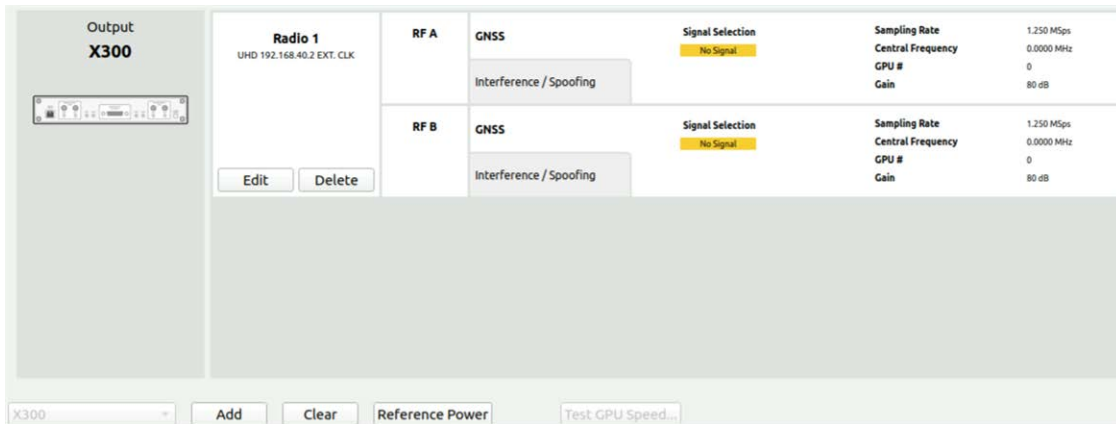 Output
X300
Radio 1
UHD 192.168.40.2 EXT. CLK
Edit
Delete
RF A
GNSS
Interference / Spoofing
Signal Selection
No Signal
Sampling Rate 1.250 MSps
Central Frequency 0.0000 MHz
GPU # 0
Gain 80 dB
RF B
GNSS
Interference / Spoofing
Signal Selection
No Signal
Sampling Rate 1.250 MSps
Central Frequency 0.0000 MHz
GPU # 0
Gain 80 dB
X300
Add
Clear
Reference Power
Test GPU Speed...